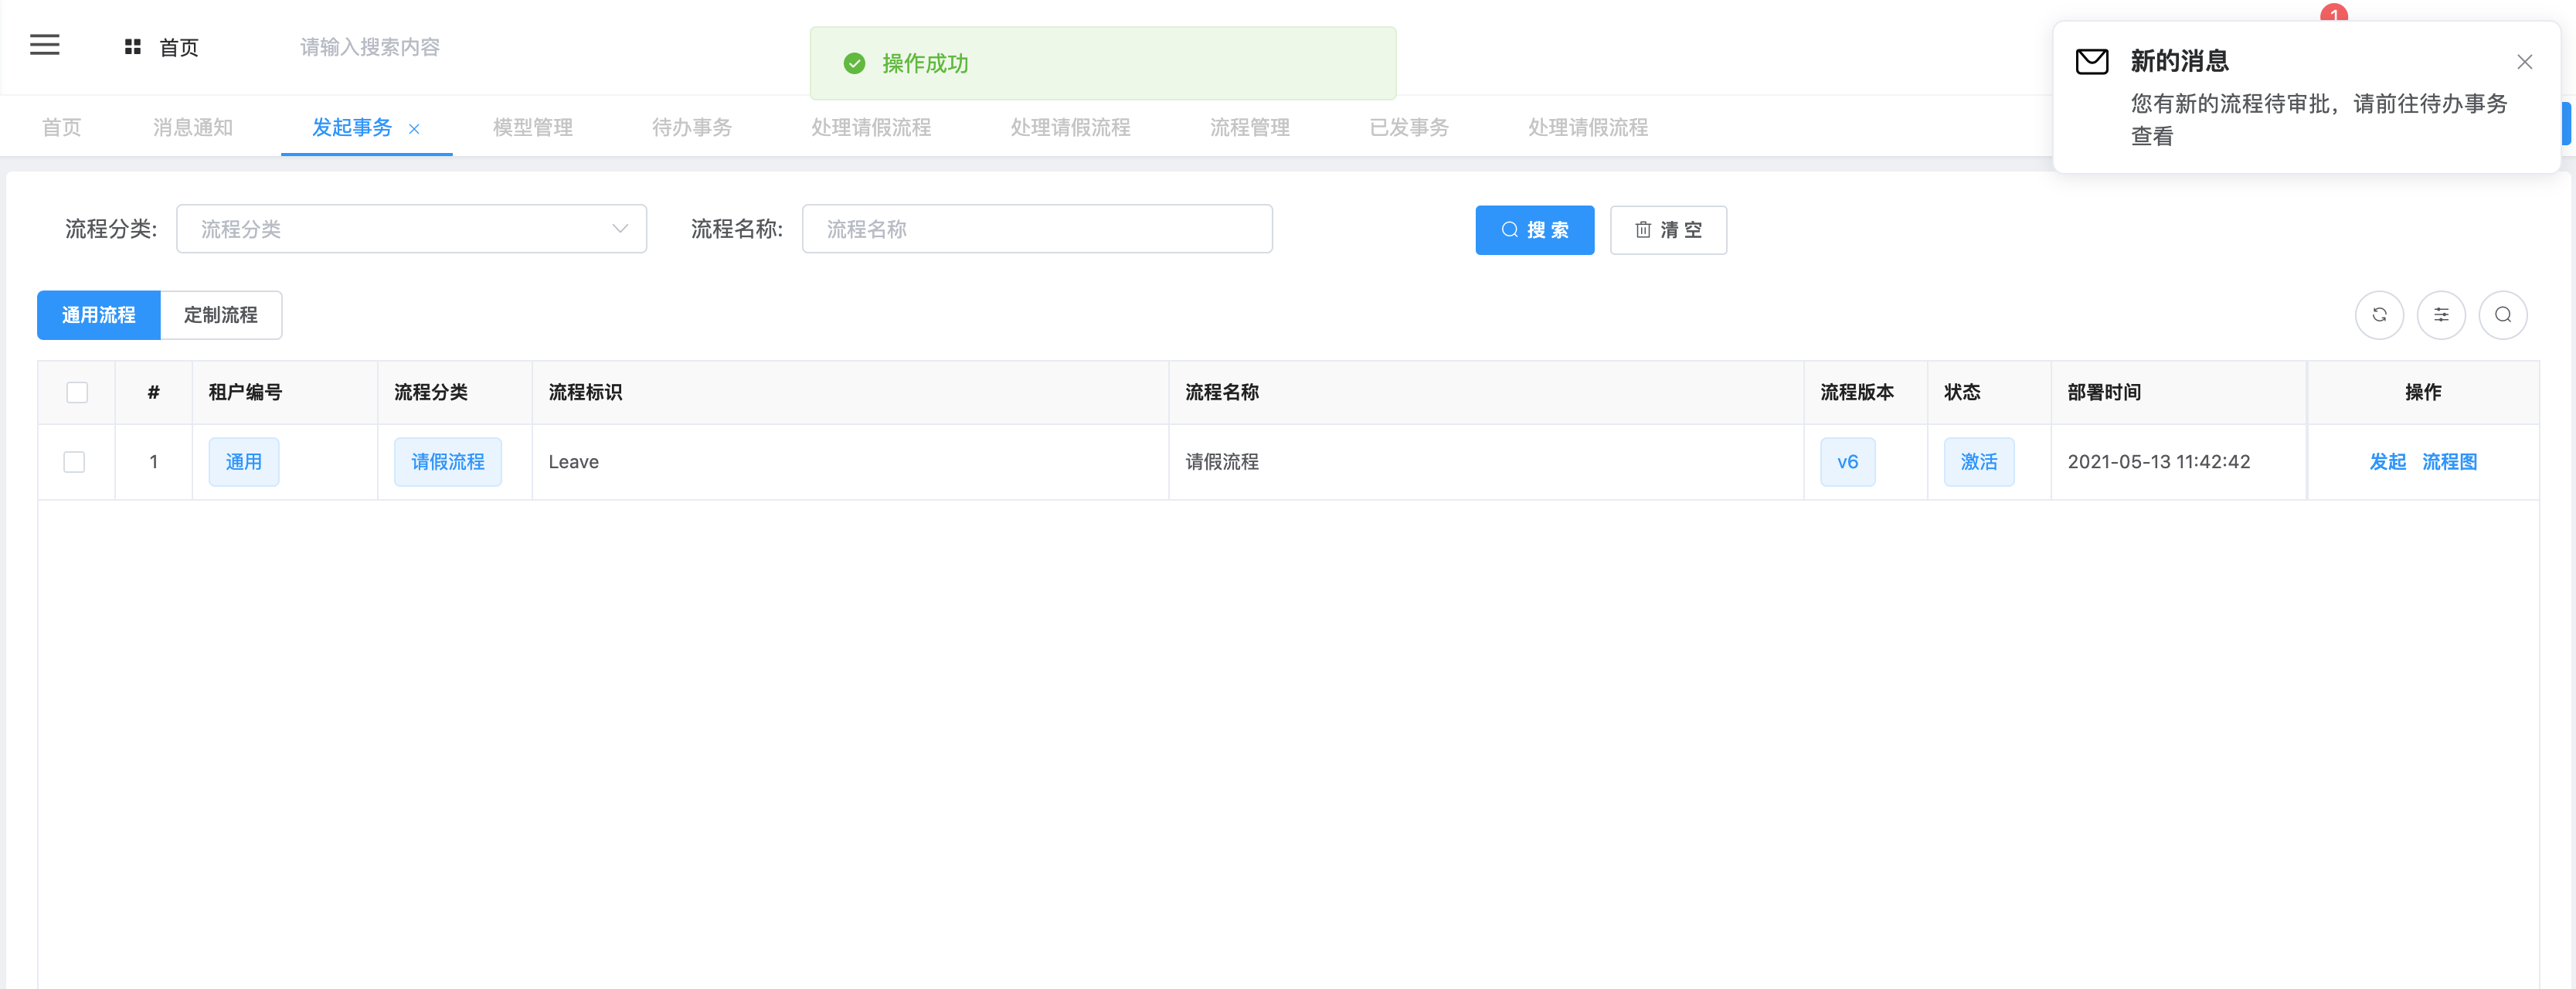 首页
请输入搜索内容
操作成功
1
新的消息
您有新的流程待审批，请前往待办事务
查看
首页 消息通知 发起事务 模型管理 待办事务 处理请假流程 处理请假流程 流程管理 已发事务 处理请假流程
流程分类: 流程分类 流程名称: 流程名称 搜 索 清 空
通用流程 定制流程
# 租户编号 流程分类 流程标识 流程名称 流程版本 状态 部署时间 操作
1 通用 请假流程 Leave 请假流程 v6 激活 2021-05-13 11:42:42 发起 流程图